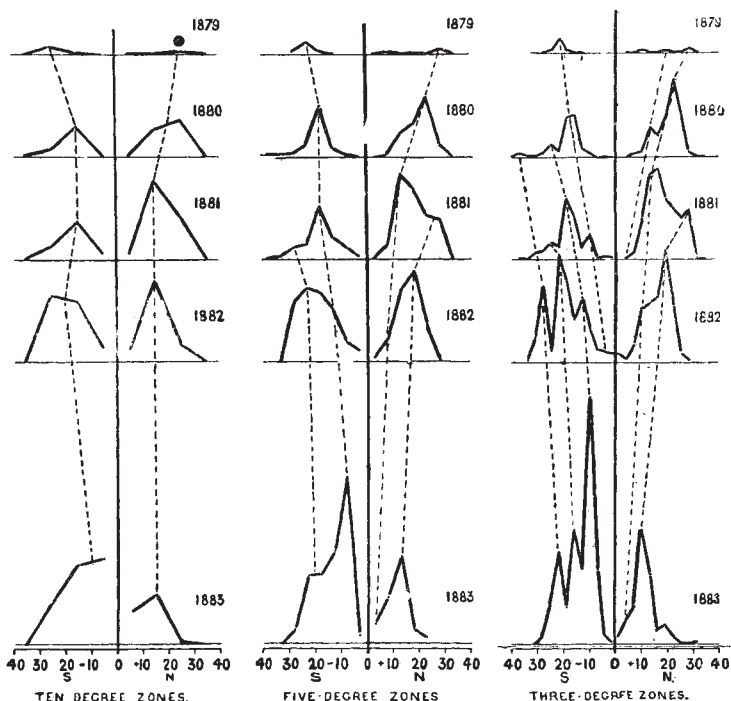 1879 1879 1879
1880 1880 1880
1881 1881 1881
1882 1882 1882
1883 1883 1883
40 30 20 -10 0 +10 20 30 40 40 30 20 -10 0 +10 20 30 40 40 30 20 -10 0 +10 20 30 40
S N S N S N.
TEN DEGREE ZONES. FIVE-DEGREE ZONES THREE-DEGREE ZONES.